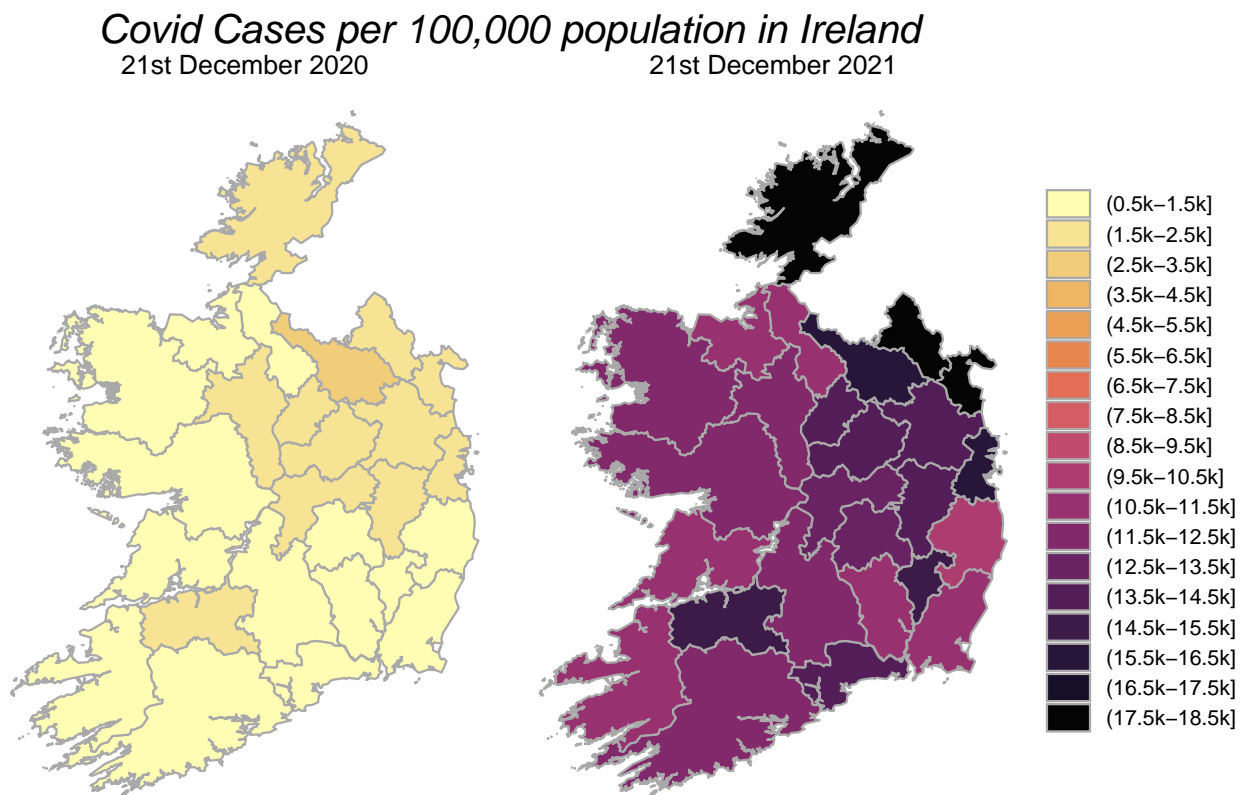 Covid Cases per 100,000 population in Ireland
21st December 2020
21st December 2021
(0.5k−1.5k]
(1.5k−2.5k]
(2.5k−3.5k]
(3.5k−4.5k]
(4.5k−5.5k]
(5.5k−6.5k]
(6.5k−7.5k]
(7.5k−8.5k]
(8.5k−9.5k]
(9.5k−10.5k]
(10.5k−11.5k]
(11.5k−12.5k]
(12.5k−13.5k]
(13.5k−14.5k]
(14.5k−15.5k]
(15.5k−16.5k]
(16.5k−17.5k]
(17.5k−18.5k]